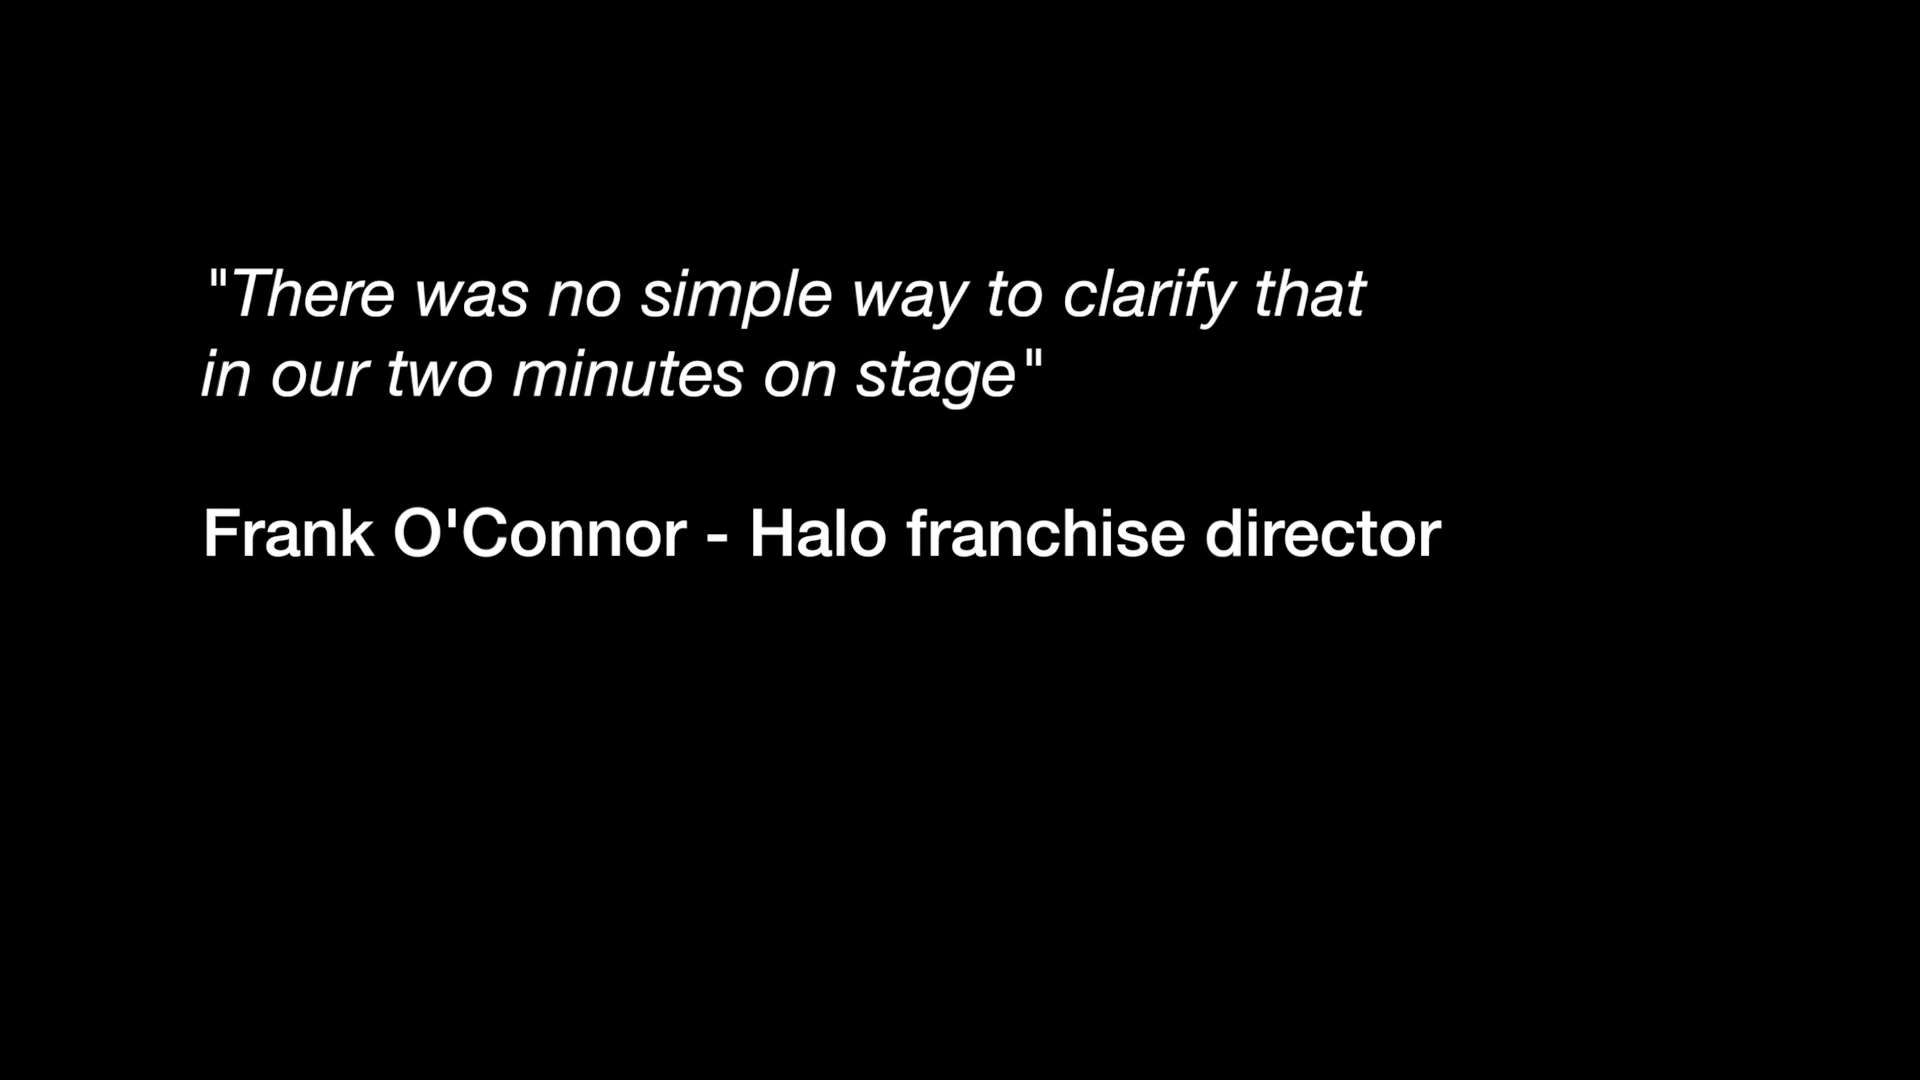 "There was no simple way to clarify that
in our two minutes on stage"
Frank O'Connor - Halo franchise director